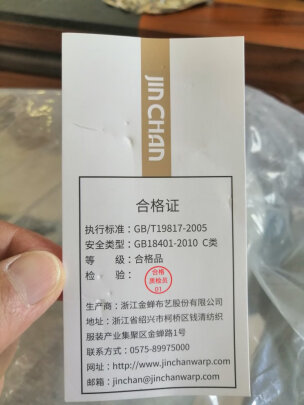 JINCHAN
合格证
执行标准：GB/T19817-2005
安全类型：GB18401-2010 C类
等 级：合格品
检 验：
合格
质检员
01
生产商：浙江金蝉布艺股份有限公司
地址：浙江省绍兴市柯桥区钱清纺织
服装产业集聚区金蝉路1号
联系方式：0575-89975000
网址：http://www.jinchanwarp.com
邮箱：jinchan@jinchanwarp.com